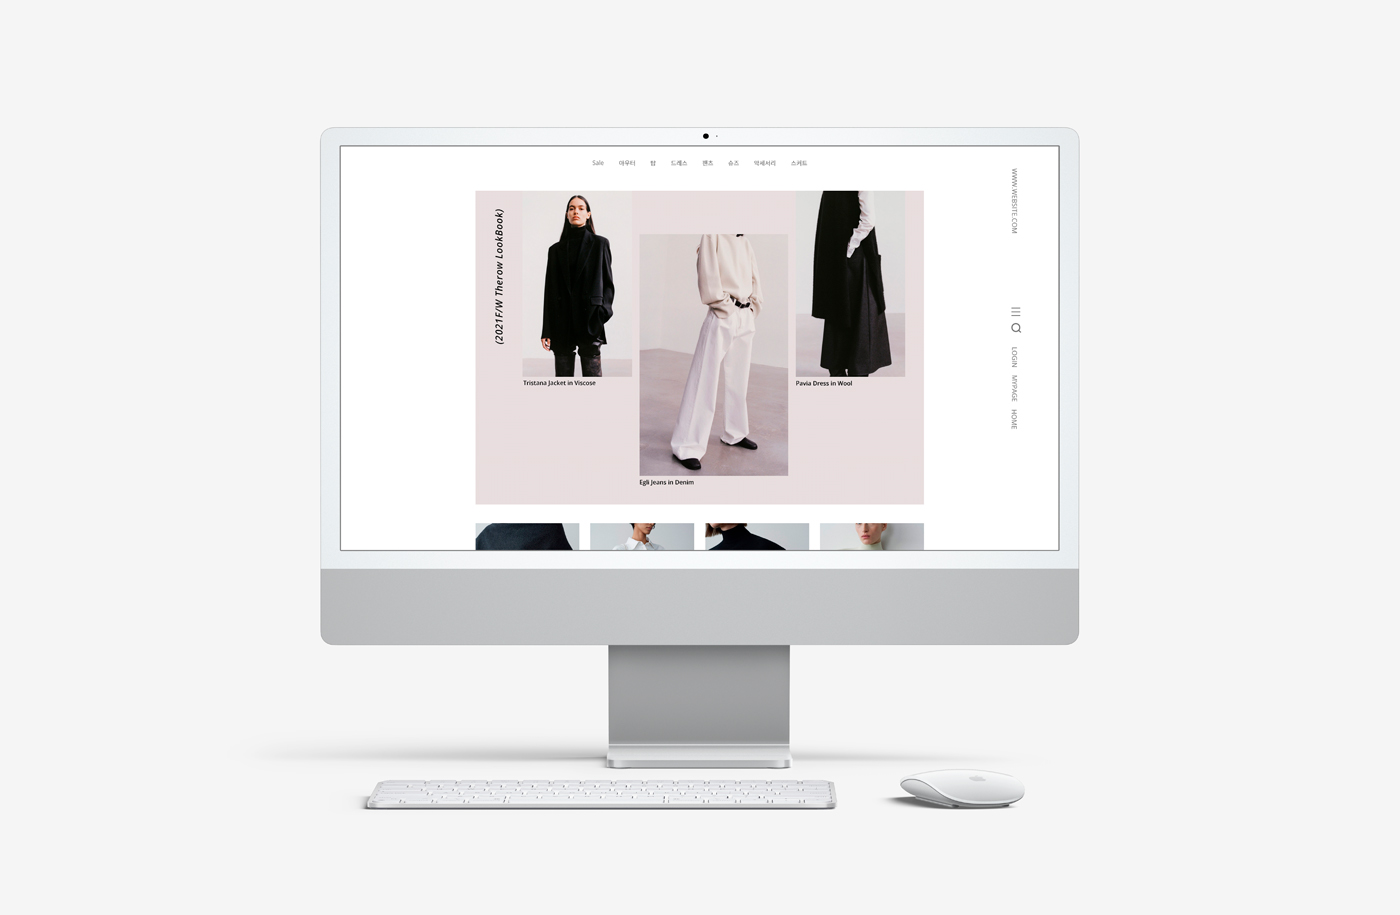 Sale 아우터 탑 드레스 팬츠 슈즈 악세서리 스커트
WWW.WEBSITE.COM
(2021F/W Therow LookBook)
Tristana Jacket in Viscose
Pavia Dress in Wool
Egli Jeans in Denim
LOGIN MYPAGE HOME